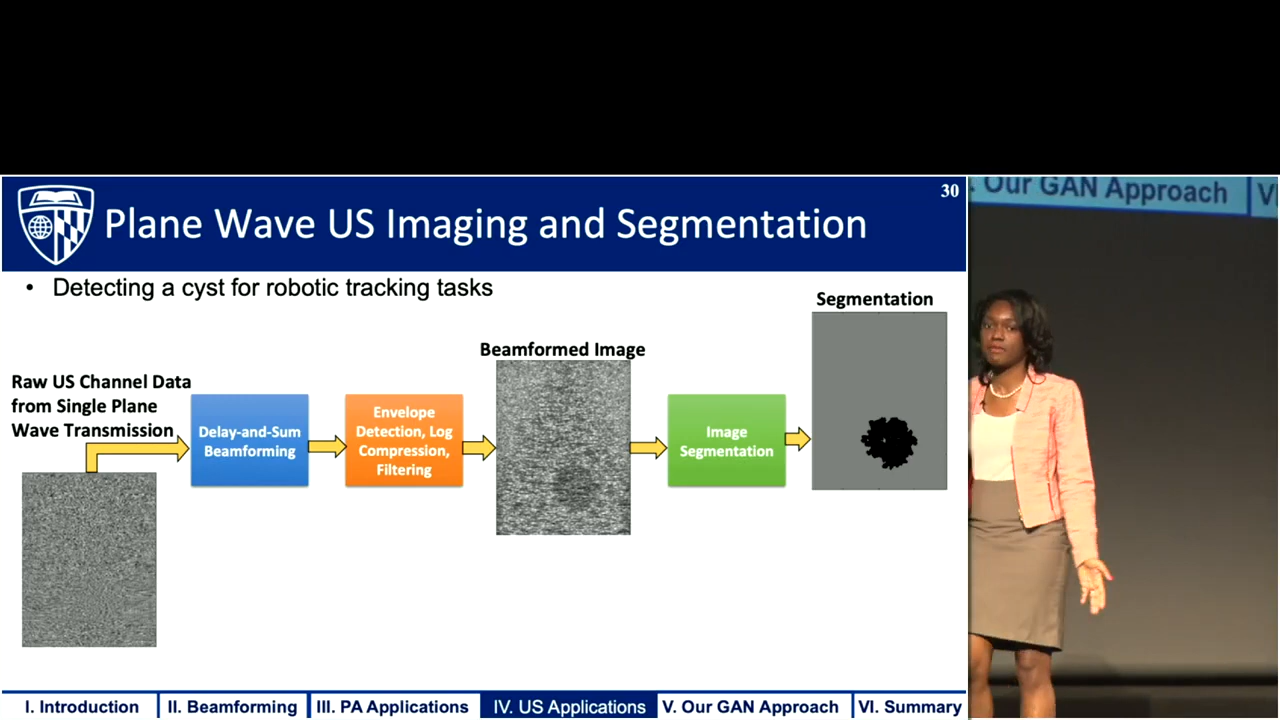 30
Plane Wave US Imaging and Segmentation
• Detecting a cyst for robotic tracking tasks
Raw US Channel Data
from Single Plane
Wave Transmission
Delay-and-Sum
Beamforming
Envelope
Detection, Log
Compression,
Filtering
Beamformed Image
Image
Segmentation
Segmentation
I. Introduction
II. Beamforming
III. PA Applications
IV. US Applications
V. Our GAN Approach
VI. Summary
. Our GAN Approach
VI